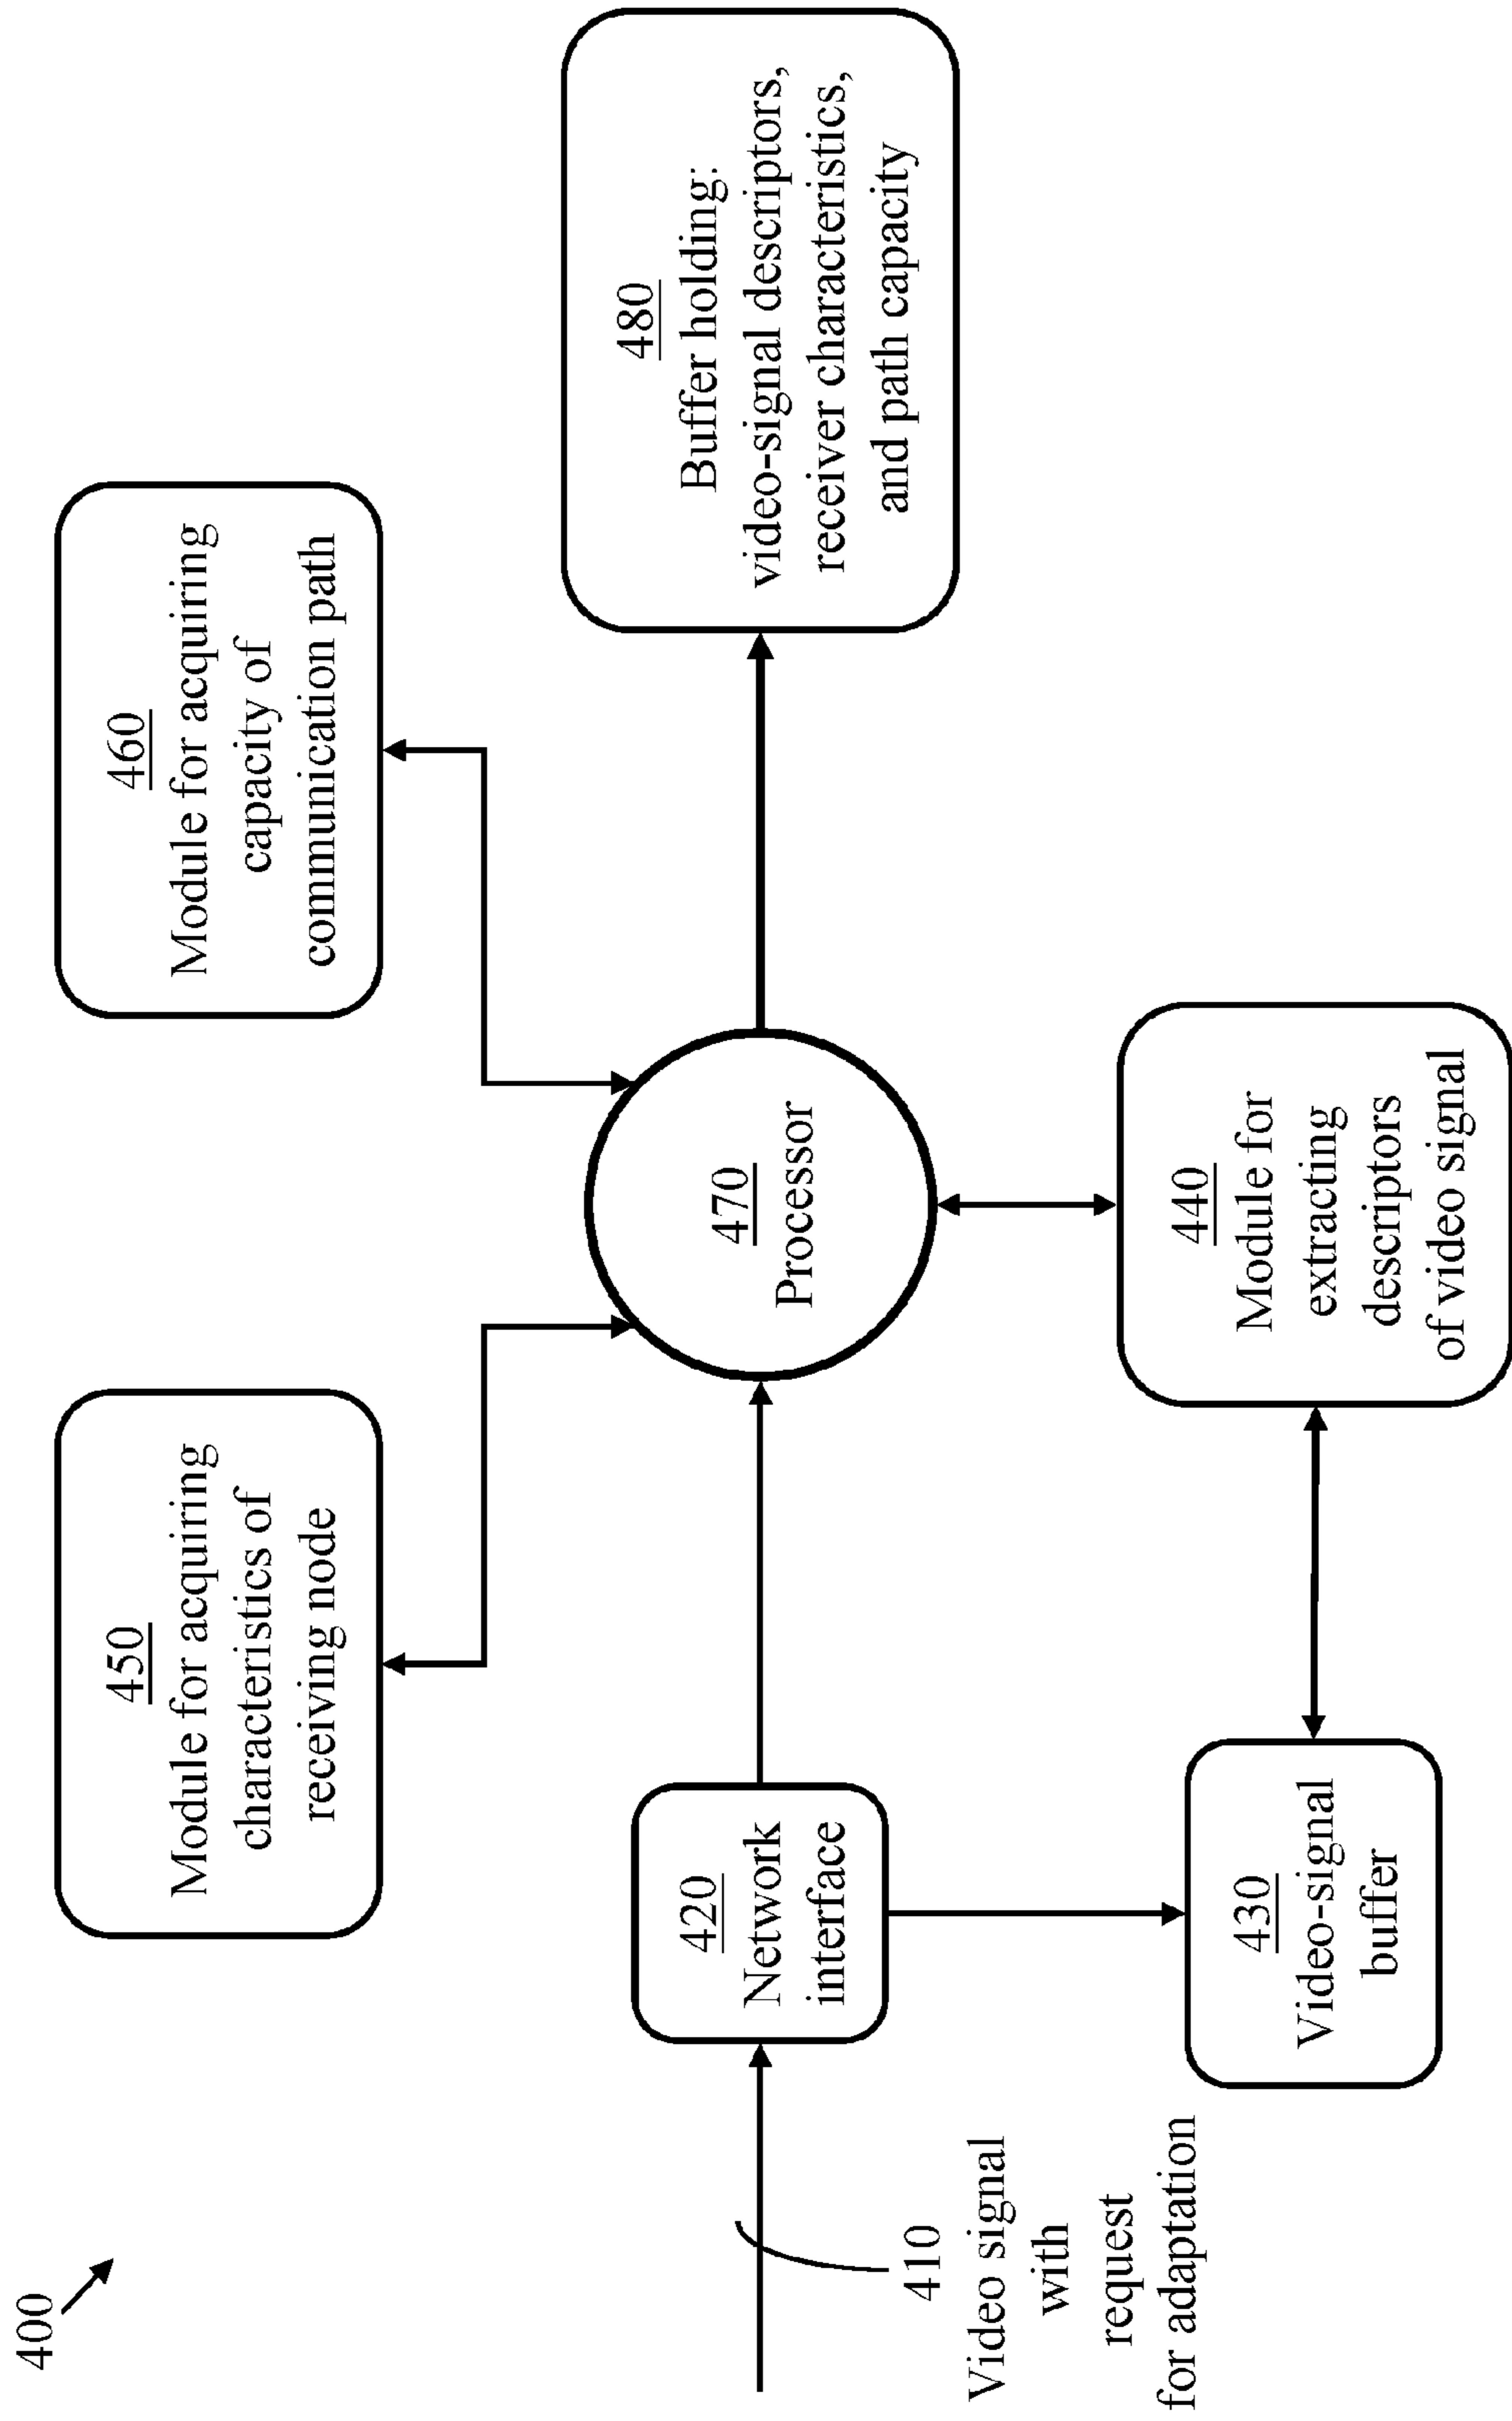 400
450
Module for acquiring
characteristics of
receiving node
460
Module for acquiring
capacity of
communication path
410
Video signal
with
request
for adaptation
420
Network
interface
470
Processor
480
Buffer holding:
video-signal descriptors,
receiver characteristics,
and path capacity
430
Video-signal
buffer
440
Module for
extracting
descriptors
of video signal